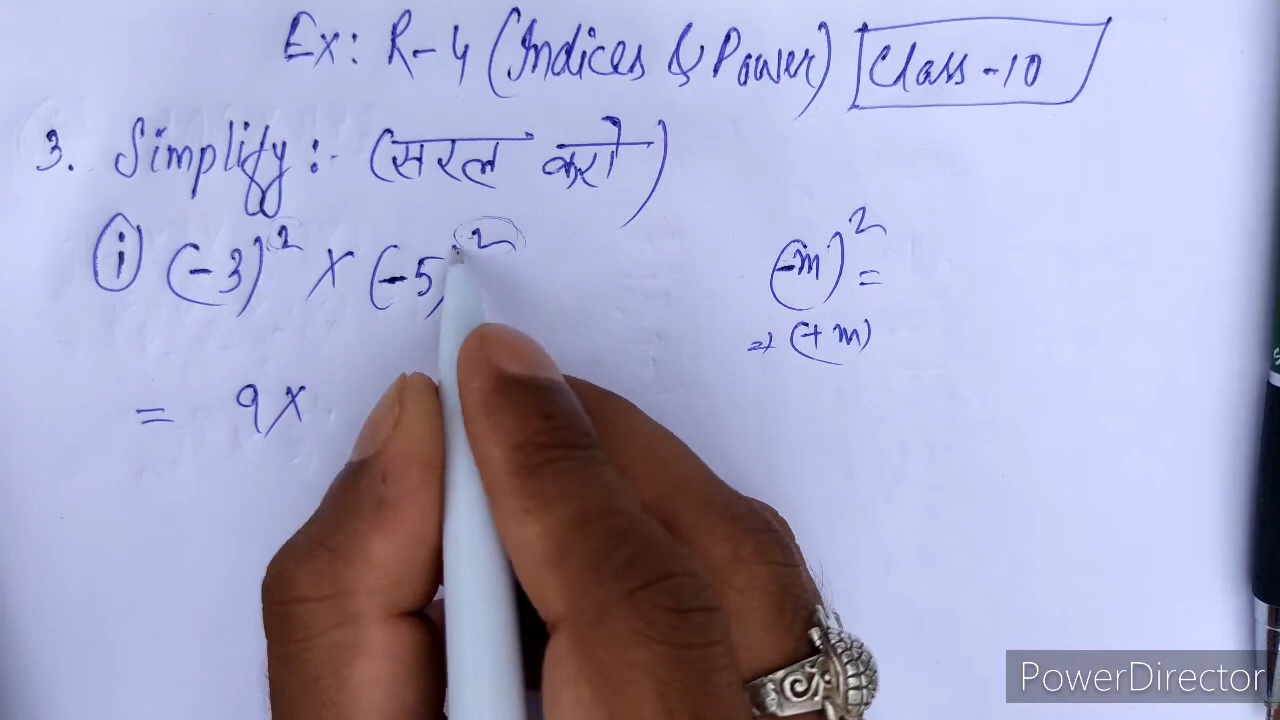 Ex: R-4 (Indices & Power) Class-10
3. Simplify:- (सरल करो)
(i) (-3)² × (-5)²
(-m)² =
⇒ (+m)
= 9×
PowerDirector